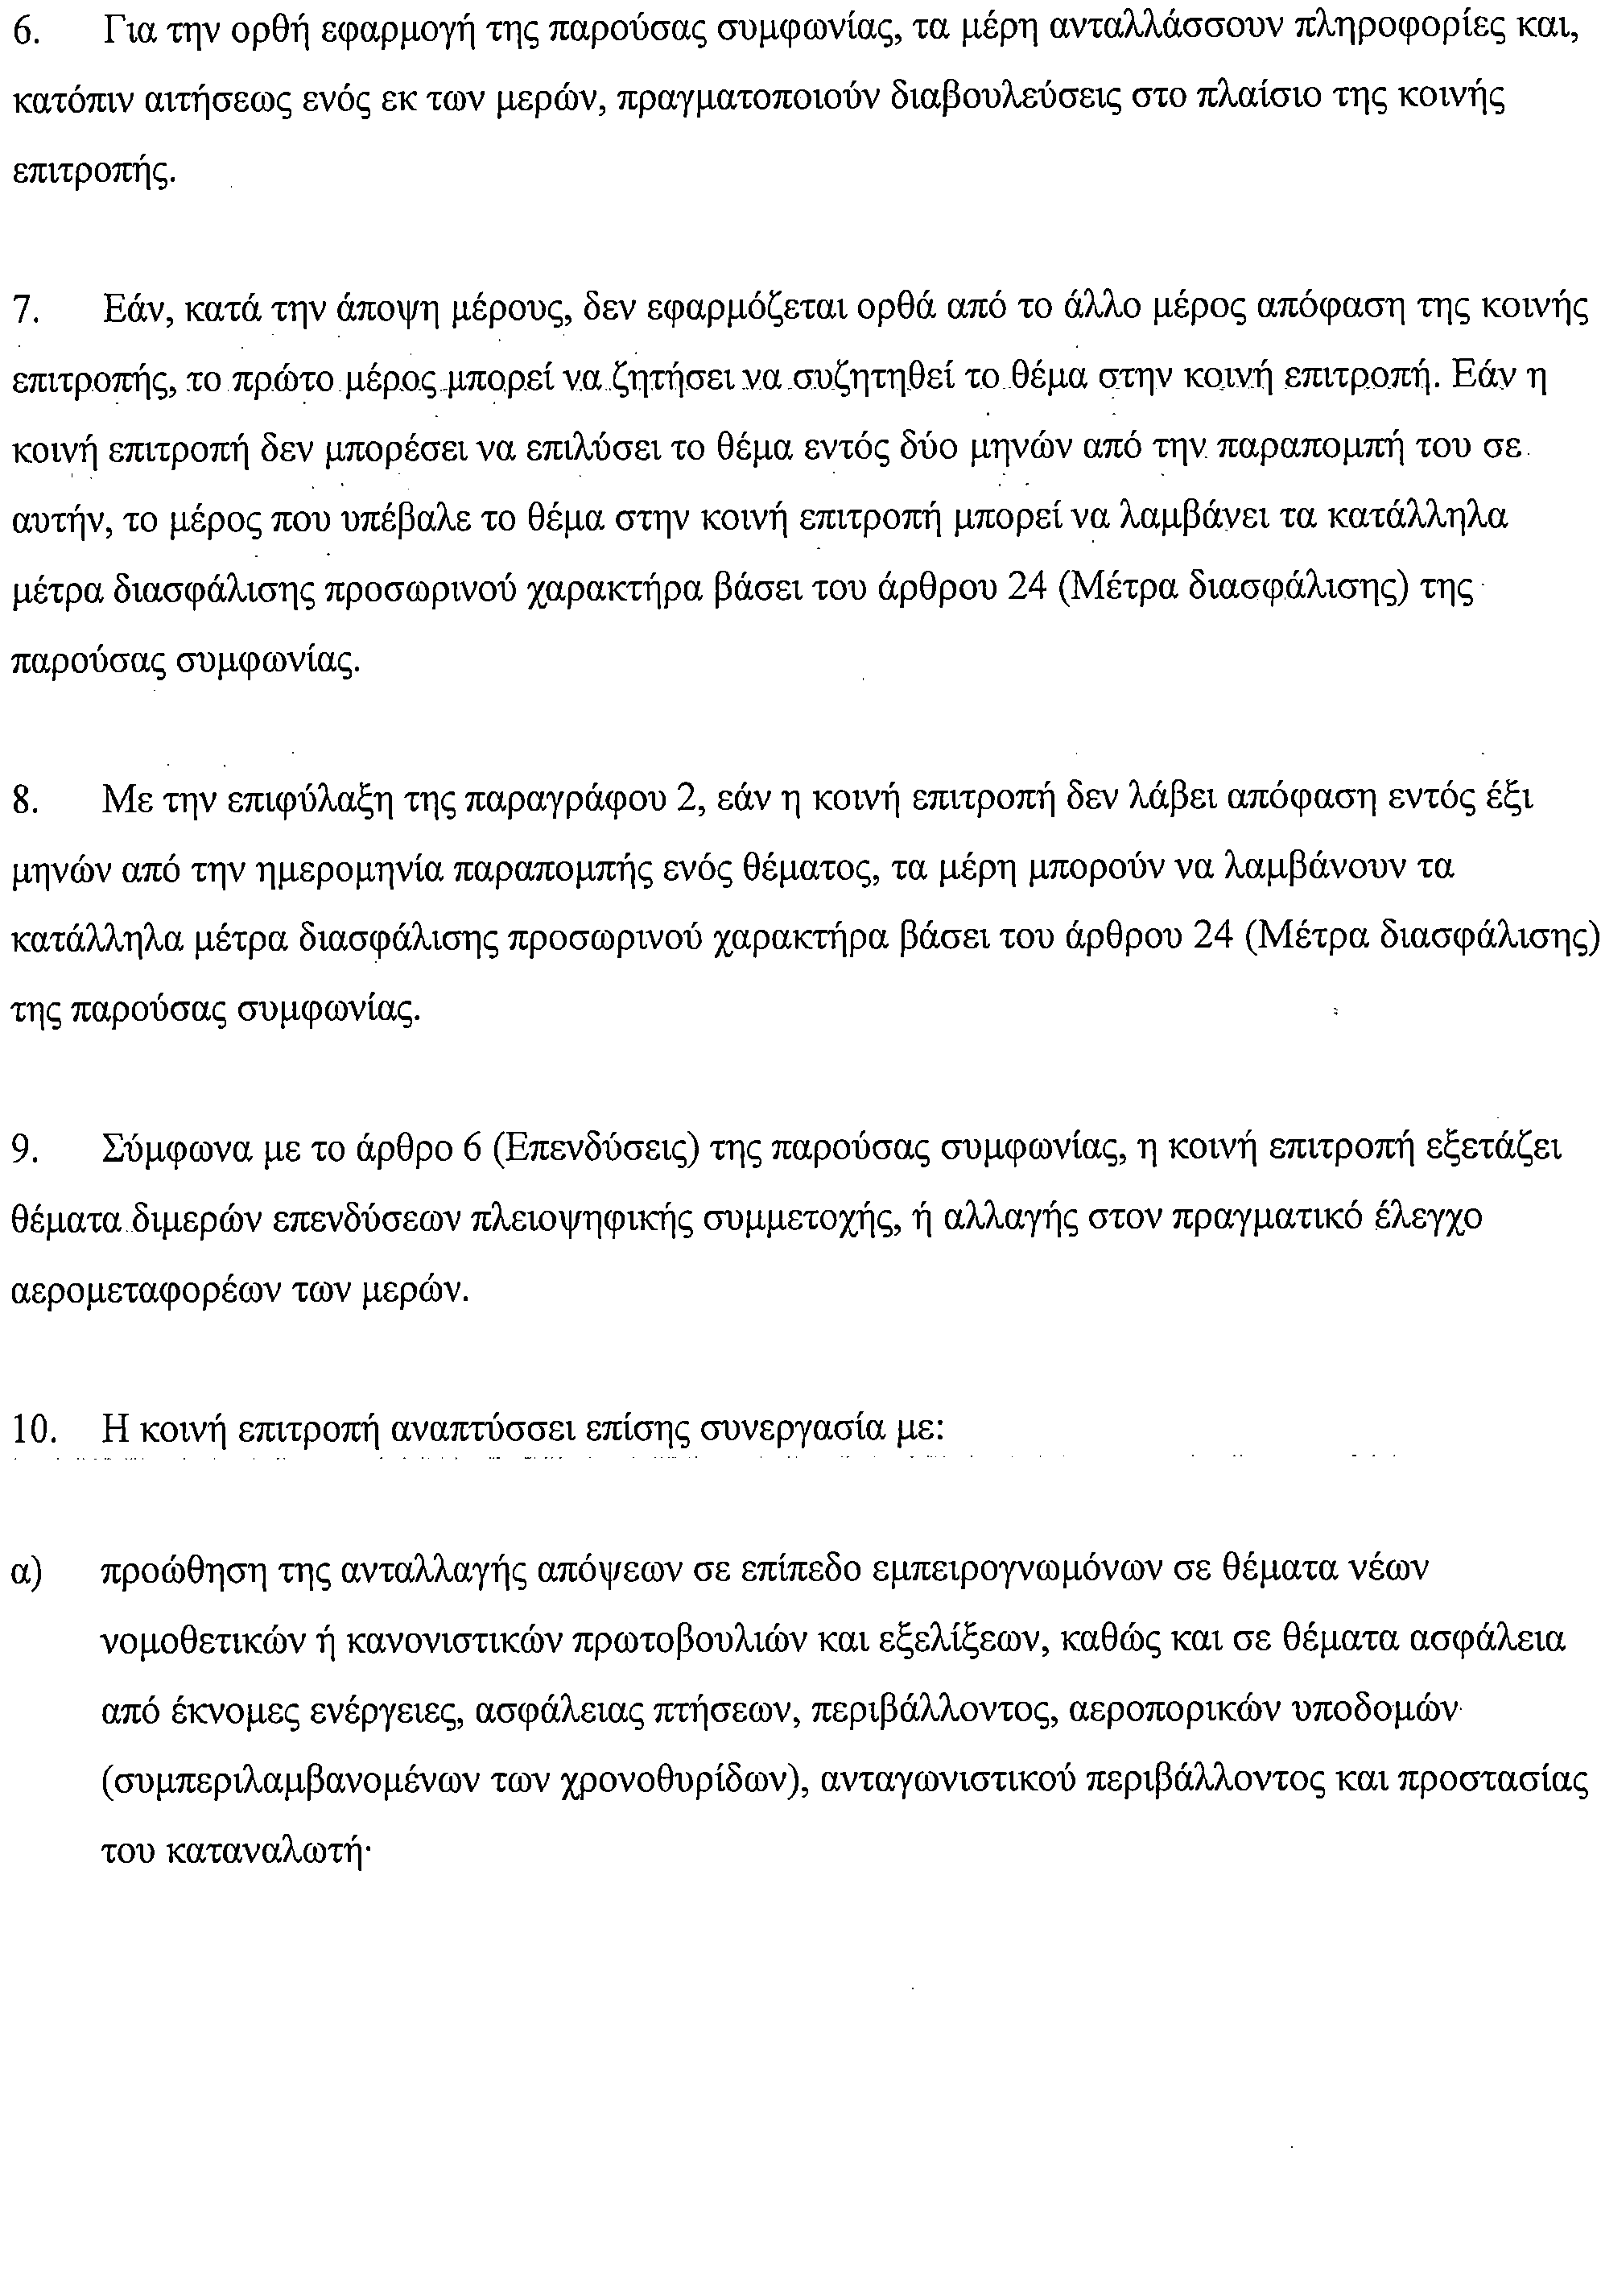 6. Για την ορθή εφαρμογή της παρούσας συμφωνίας, τα μέρη ανταλλάσσουν πληροφορίες και,
κατόπιν αιτήσεως ενός εκ των μερών, πραγματοποιούν διαβουλεύσεις στο πλαίσιο της κοινής
επιτροπής.
7. Εάν, κατά την άποψη μέρους, δεν εφαρμόζεται ορθά από το άλλο μέρος απόφαση της κοινής
επιτροπής, το πρώτο μέρος μπορεί να ζητήσει να συζητηθεί το θέμα στην κοινή επιτροπή. Εάν η
κοινή επιτροπή δεν μπορέσει να επιλύσει το θέμα εντός δύο μηνών από την παραπομπή του σε
αυτήν, το μέρος που υπέβαλε το θέμα στην κοινή επιτροπή μπορεί να λαμβάνει τα κατάλληλα
μέτρα διασφάλισης προσωρινού χαρακτήρα βάσει του άρθρου 24 (Μέτρα διασφάλισης) της
παρούσας συμφωνίας.
8. Με την επιφύλαξη της παραγράφου 2, εάν η κοινή επιτροπή δεν λάβει απόφαση εντός έξι
μηνών από την ημερομηνία παραπομπής ενός θέματος, τα μέρη μπορούν να λαμβάνουν τα
κατάλληλα μέτρα διασφάλισης προσωρινού χαρακτήρα βάσει του άρθρου 24 (Μέτρα διασφάλισης)
της παρούσας συμφωνίας.
9. Σύμφωνα με το άρθρο 6 (Επενδύσεις) της παρούσας συμφωνίας, η κοινή επιτροπή εξετάζει
θέματα διμερών επενδύσεων πλειοψηφικής συμμετοχής, ή αλλαγής στον πραγματικό έλεγχο
αερομεταφορέων των μερών.
10. Η κοινή επιτροπή αναπτύσσει επίσης συνεργασία με:
α) προώθηση της ανταλλαγής απόψεων σε επίπεδο εμπειρογνωμόνων σε θέματα νέων
νομοθετικών ή κανονιστικών πρωτοβουλιών και εξελίξεων, καθώς και σε θέματα ασφάλεια
από έκνομες ενέργειες, ασφάλειας πτήσεων, περιβάλλοντος, αεροπορικών υποδομών
(συμπεριλαμβανομένων των χρονοθυρίδων), ανταγωνιστικού περιβάλλοντος και προστασίας
του καταναλωτή·